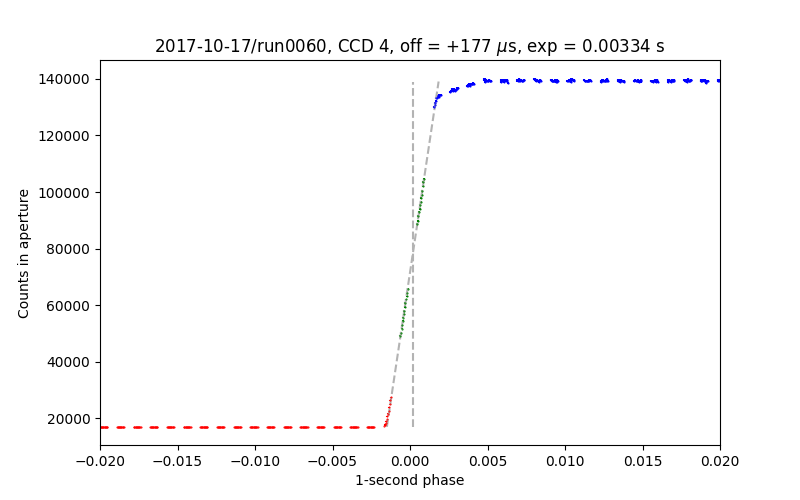 2017-10-17/run0060, CCD 4, off = +177 μs, exp = 0.00334 s
140000
120000
100000
80000
60000
40000
20000
Counts in aperture
−0.020 −0.015 −0.010 −0.005 0.000 0.005 0.010 0.015 0.020
1-second phase